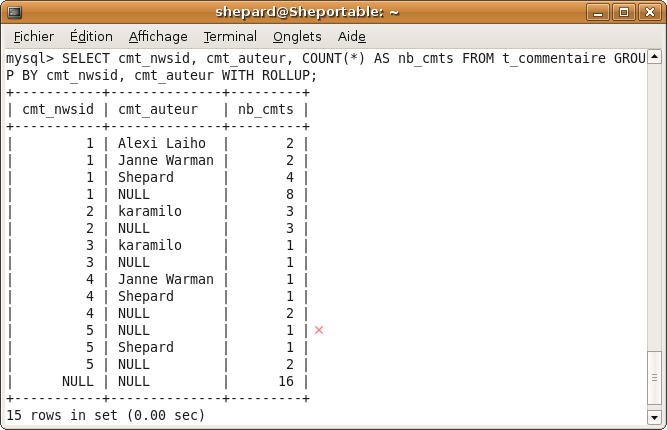 shepard@Sheportable: ~
Fichier Édition Affichage Terminal Onglets Aide
mysql> SELECT cmt_nwsid, cmt_auteur, COUNT(*) AS nb_cmts FROM t_commentaire GROU
P BY cmt_nwsid, cmt_auteur WITH ROLLUP;
+-----------+--------------+---------+
| cmt_nwsid | cmt_auteur   | nb_cmts |
+-----------+--------------+---------+
|         1 | Alexi Laiho  |       2 |
|         1 | Janne Warman |       2 |
|         1 | Shepard      |       4 |
|         1 | NULL         |       8 |
|         2 | karamilo     |       3 |
|         2 | NULL         |       3 |
|         3 | karamilo     |       1 |
|         3 | NULL         |       1 |
|         4 | Janne Warman |       1 |
|         4 | Shepard      |       1 |
|         4 | NULL         |       2 |
|         5 | NULL         |       1 | ×
|         5 | Shepard      |       1 |
|         5 | NULL         |       2 |
|      NULL | NULL         |      16 |
+-----------+--------------+---------+
15 rows in set (0.00 sec)